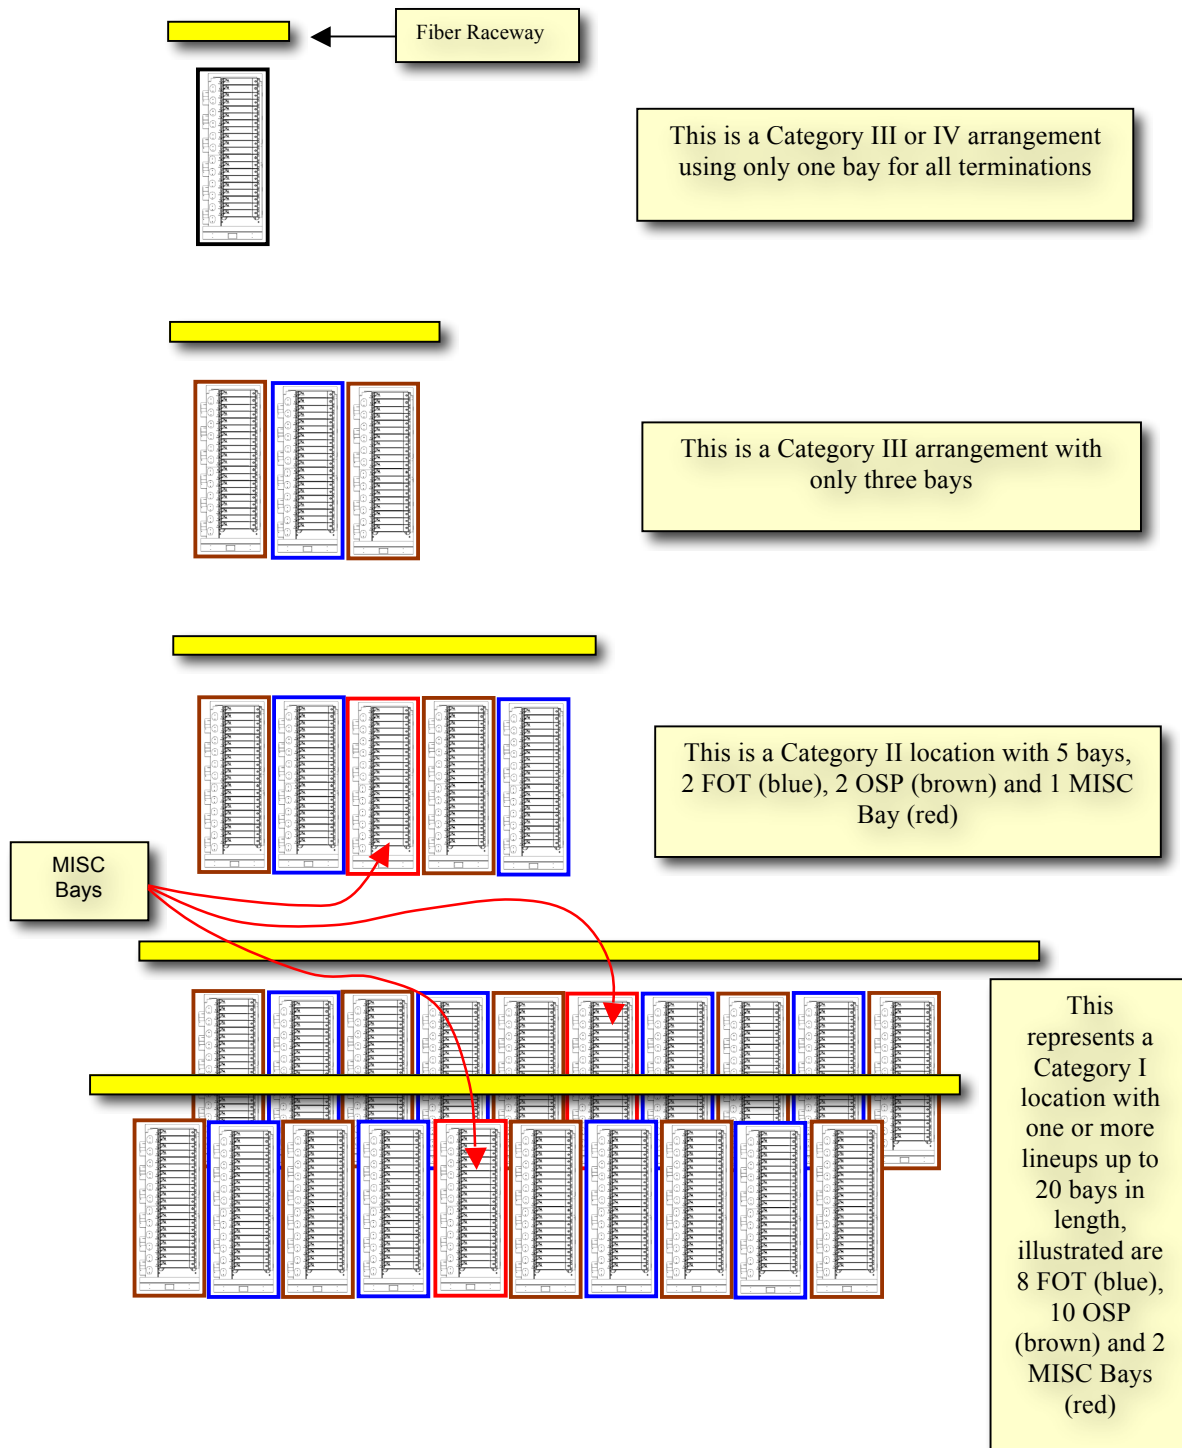 Fiber Raceway
This is a Category III or IV arrangement
using only one bay for all terminations
This is a Category III arrangement with
only three bays
This is a Category II location with 5 bays,
2 FOT (blue), 2 OSP (brown) and 1 MISC
Bay (red)
MISC
Bays
This
represents a
Category I
location with
one or more
lineups up to
20 bays in
length,
illustrated are
8 FOT (blue),
10 OSP
(brown) and 2
MISC Bays
(red)